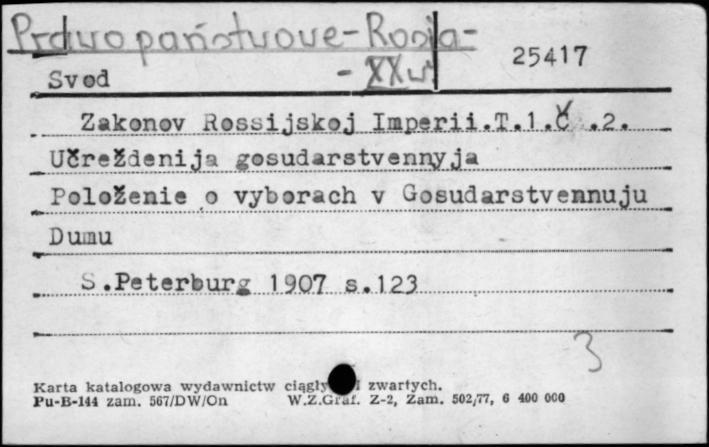 Prawo państwowe - Rosja -
- XX w
25417
Svod
Zakonov Rossijskoj Imperii.T.1.Č .2.
Učreždenija gosudarstvennyja
Położenie o vyborach v Gosudarstvennuju
Dumu
S.Peterburg 1907 s.123
3
Karta katalogowa wydawnictw zwartych.
Pu-B-144 zam. 567/DW/On W.Z.Graf. Z-2, Zam. 502/77, 6 400 000